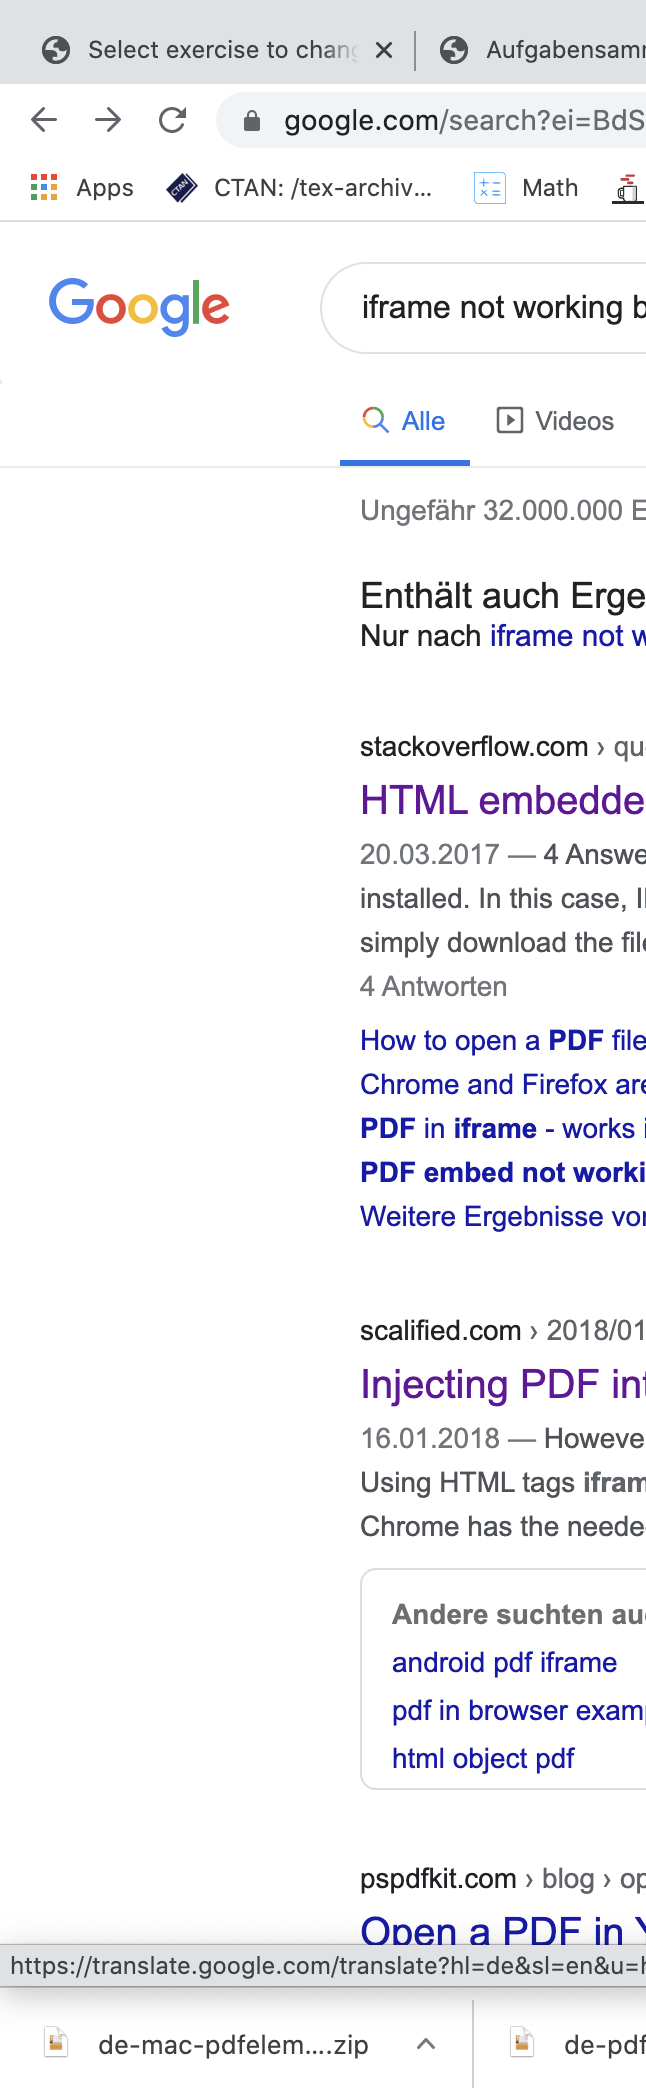 Select exercise to chang
Aufgabensamm
google.com/search?ei=BdS
Apps
CTAN: /tex-archiv...
Math
Google
iframe not working b
Alle
Videos
Ungefähr 32.000.000 E
Enthält auch Erge
Nur nach iframe not w
stackoverflow.com › qu
HTML embedde
20.03.2017 — 4 Answe
installed. In this case, I
simply download the file
4 Antworten
How to open a PDF file
Chrome and Firefox are
PDF in iframe - works i
PDF embed not worki
Weitere Ergebnisse von
scalified.com › 2018/01
Injecting PDF int
16.01.2018 — Howeve
Using HTML tags ifram
Chrome has the neede
Andere suchten au
android pdf iframe
pdf in browser examp
html object pdf
pspdfkit.com › blog › op
Open a PDF in Y
https://translate.google.com/translate?hl=de&sl=en&u=h
de-mac-pdfelem....zip
de-pdf